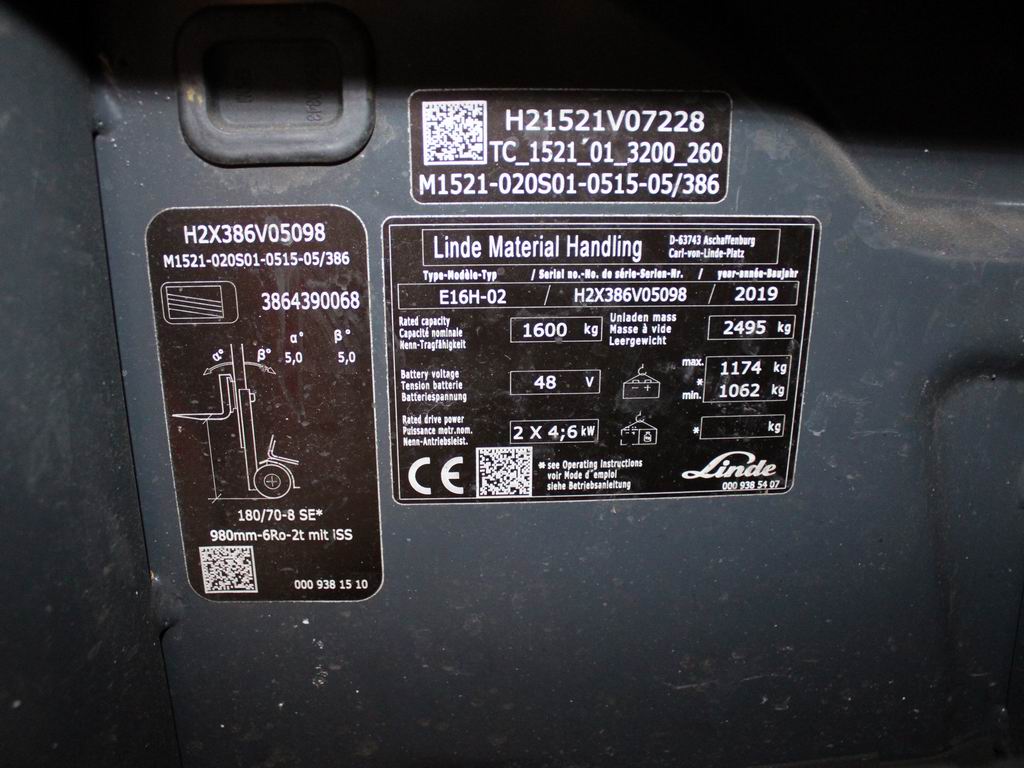 H21521V07228
TC_1521_01_3200_260
M1521-020S01-0515-05/386
H2X386V05098
M1521-020S01-0515-05/386
3864390068
α° β°
5,0 5,0
α° β°
180/70-8 SE*
980mm-6Ro-2t mit iSS
000 938 15 10
Linde Material Handling
D-63743 Aschaffenburg
Carl-von-Linde-Platz
Type-Modèle-Typ / Serial no.-No. de série-Serien-Nr. / year-année-Baujahr
E16H-02 / H2X386V05098 / 2019
Rated capacity
Capacité nominale
Nenn-Tragfähigkeit
1600 kg
Unladen mass
Masse à vide
Leergewicht
2495 kg
Battery voltage
Tension batterie
Batteriespannung
48 V
max. 1174 kg
*
min. 1062 kg
Rated drive power
Puissance motr.nom.
Nenn-Antriebsleist.
2 X 4;6 kW
* kg
CE
* see Operating instructions
voir Mode d´emploi
siehe Betriebsanleitung
Linde
000 938 54 07